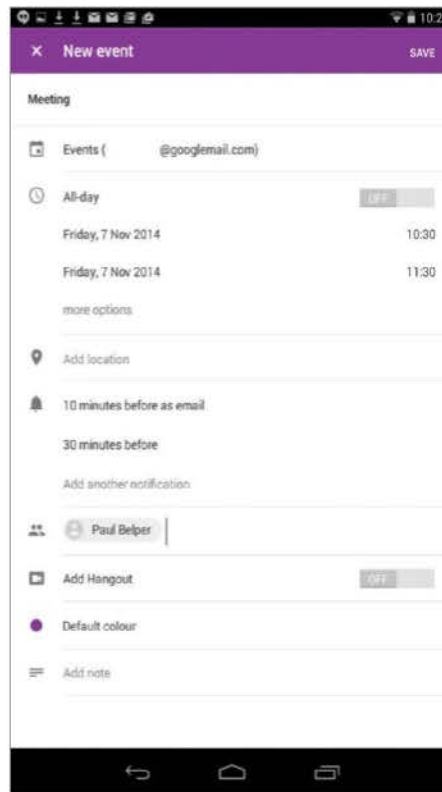 10:2
New event SAVE
Meeting
Events ( @googlemail.com)
All-day OFF
Friday, 7 Nov 2014 10:30
Friday, 7 Nov 2014 11:30
more options
Add location
10 minutes before as email
30 minutes before
Add another notification
Paul Belper
Add Hangout OFF
Default colour
Add note